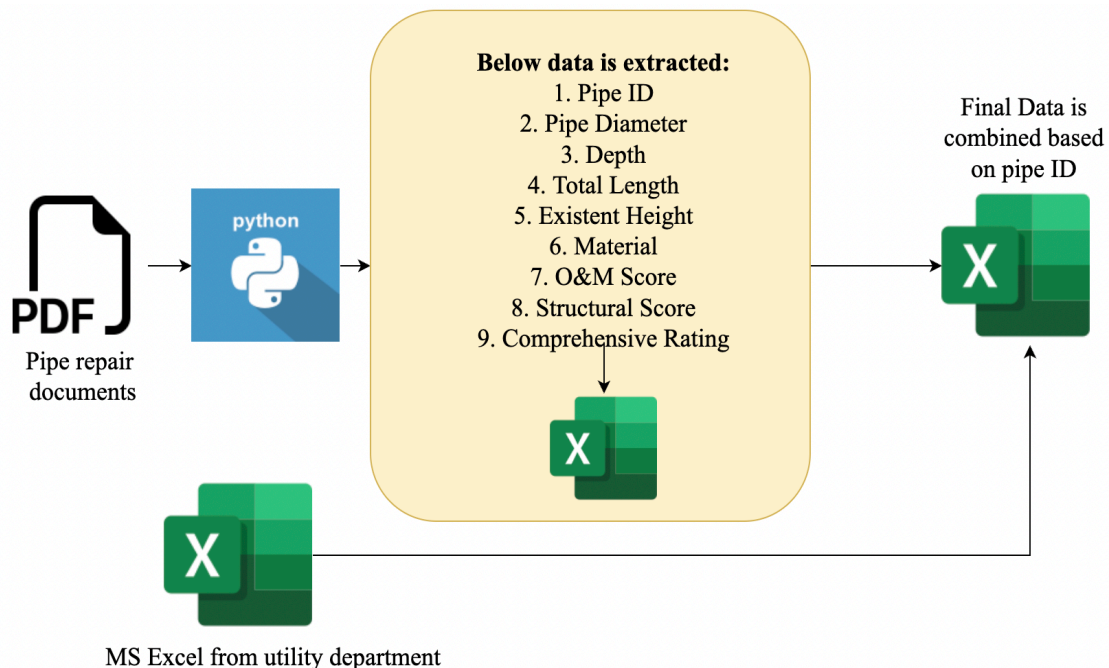 PDF
Pipe repair
documents
python
Below data is extracted:
1. Pipe ID
2. Pipe Diameter
3. Depth
4. Total Length
5. Existent Height
6. Material
7. O&M Score
8. Structural Score
9. Comprehensive Rating
X
Final Data is
combined based
on pipe ID
X
X
MS Excel from utility department